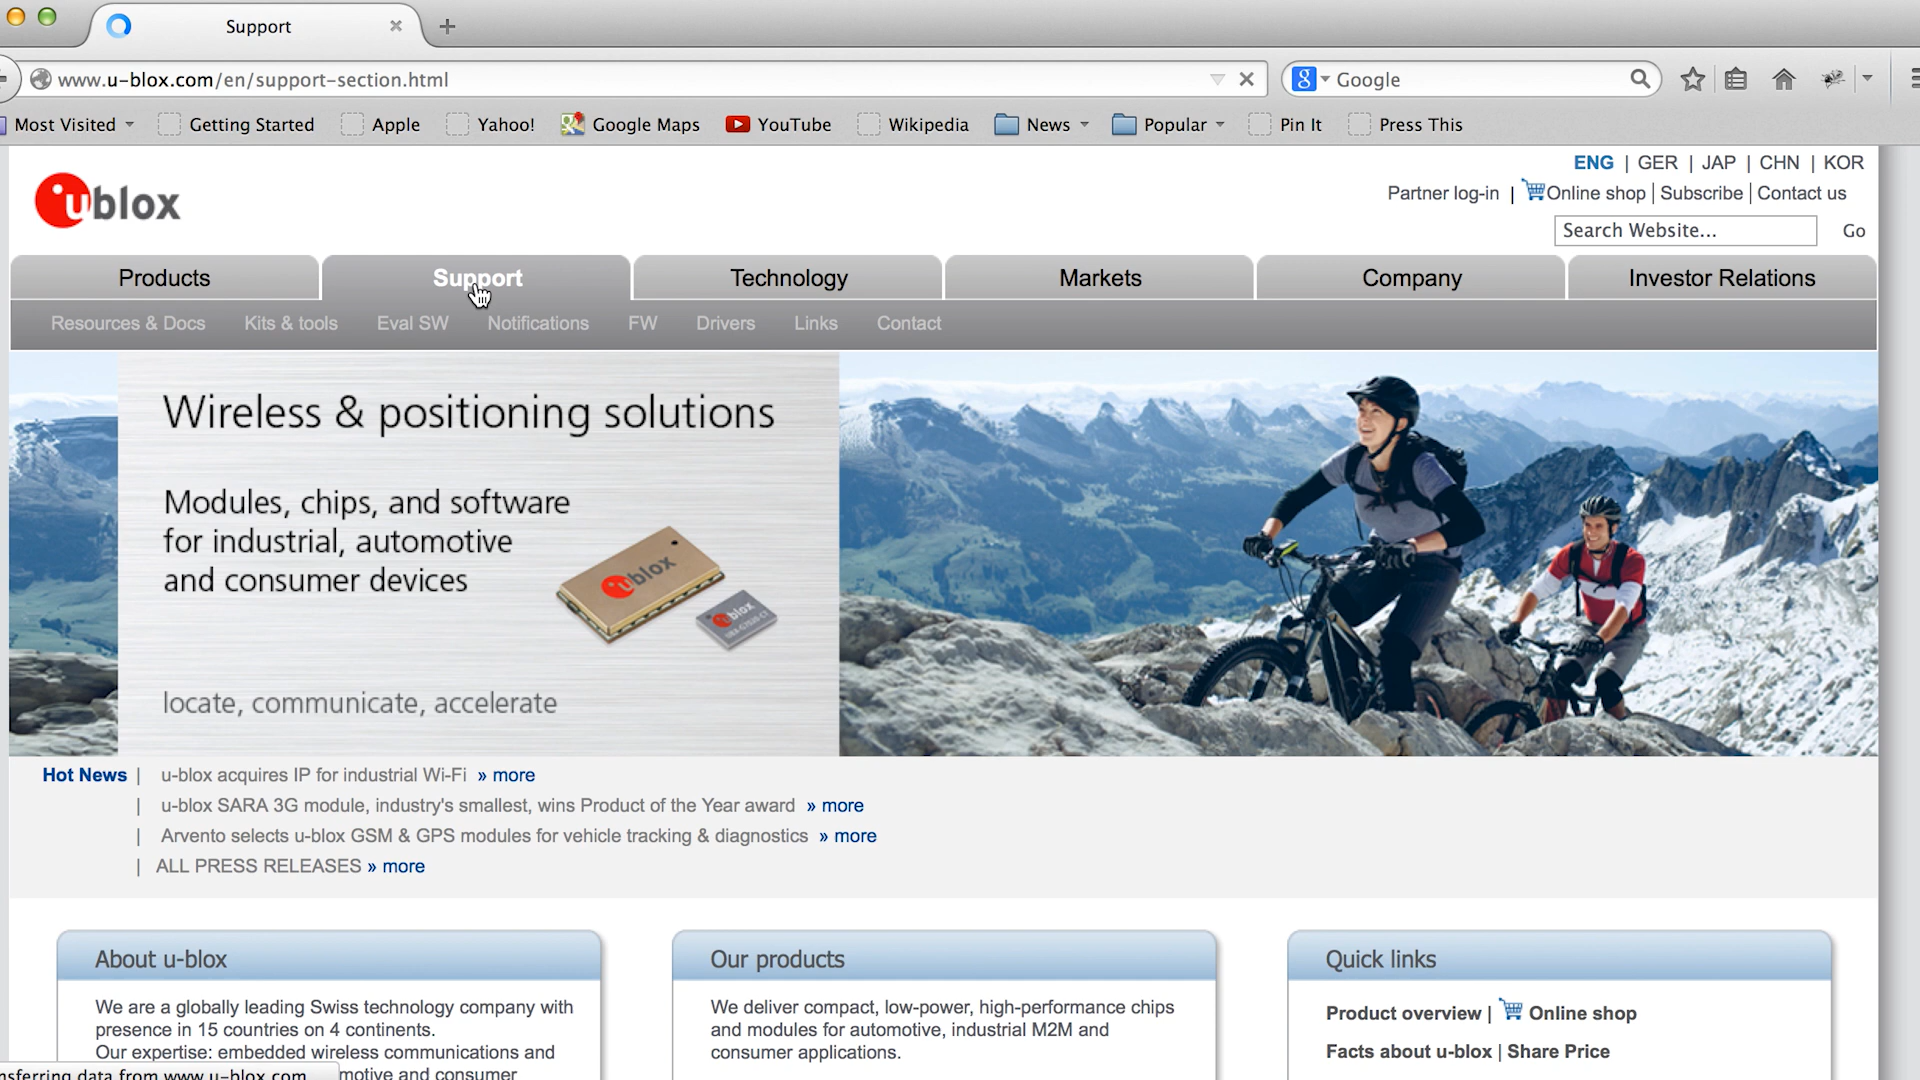 Support
www.u-blox.com/en/support-section.html
Google
Most Visited Getting Started Apple Yahoo! Google Maps YouTube Wikipedia News Popular Pin It Press This
ublox
ENG | GER | JAP | CHN | KOR
Partner log-in | Online shop | Subscribe | Contact us
Search Website... Go
Products Support Technology Markets Company Investor Relations
Resources & Docs Kits & tools Eval SW Notifications FW Drivers Links Contact
Wireless & positioning solutions
Modules, chips, and software
for industrial, automotive
and consumer devices
ublox
ublox
locate, communicate, accelerate
Hot News | u-blox acquires IP for industrial Wi-Fi » more
| u-blox SARA 3G module, industry's smallest, wins Product of the Year award » more
| Arvento selects u-blox GSM & GPS modules for vehicle tracking & diagnostics » more
| ALL PRESS RELEASES » more
About u-blox
We are a globally leading Swiss technology company with
presence in 15 countries on 4 continents.
Our expertise: embedded wireless communications and
motive and consumer
nsferring data from www.u-blox.com
Our products
We deliver compact, low-power, high-performance chips
and modules for automotive, industrial M2M and
consumer applications.
Quick links
Product overview | Online shop
Facts about u-blox | Share Price